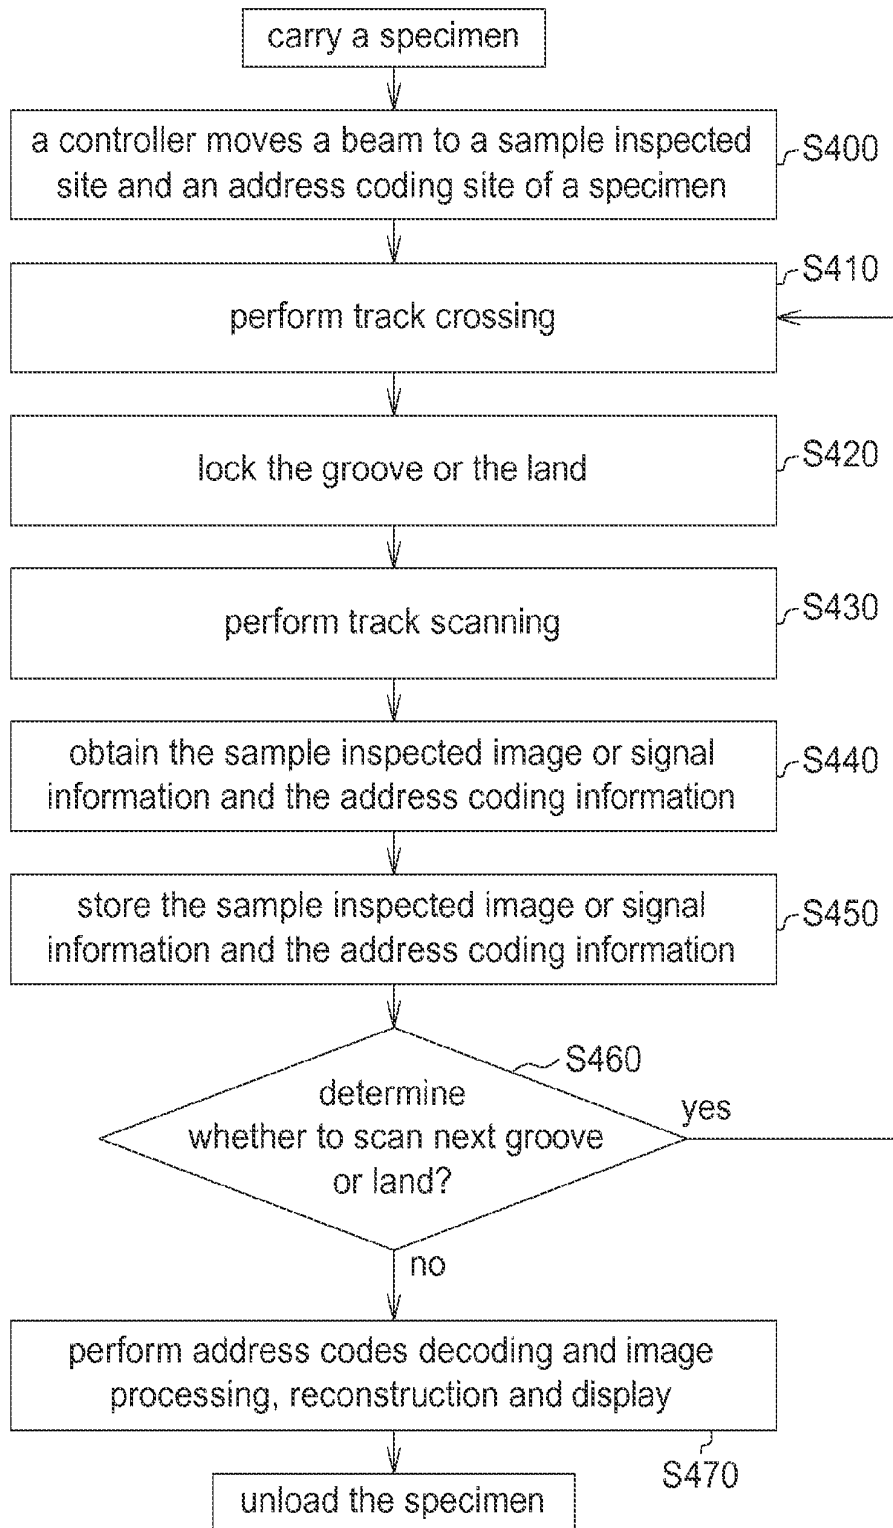 carry a specimen
a controller moves a beam to a sample inspected
site and an address coding site of a specimen
S400
S410
perform track crossing
lock the groove or the land
S420
perform track scanning
S430
obtain the sample inspected image or signal
information and the address coding information
S440
store the sample inspected image or signal
information and the address coding information
S450
S460
determine
whether to scan next groove
or land?
yes
no
perform address codes decoding and image
processing, reconstruction and display
S470
unload the specimen